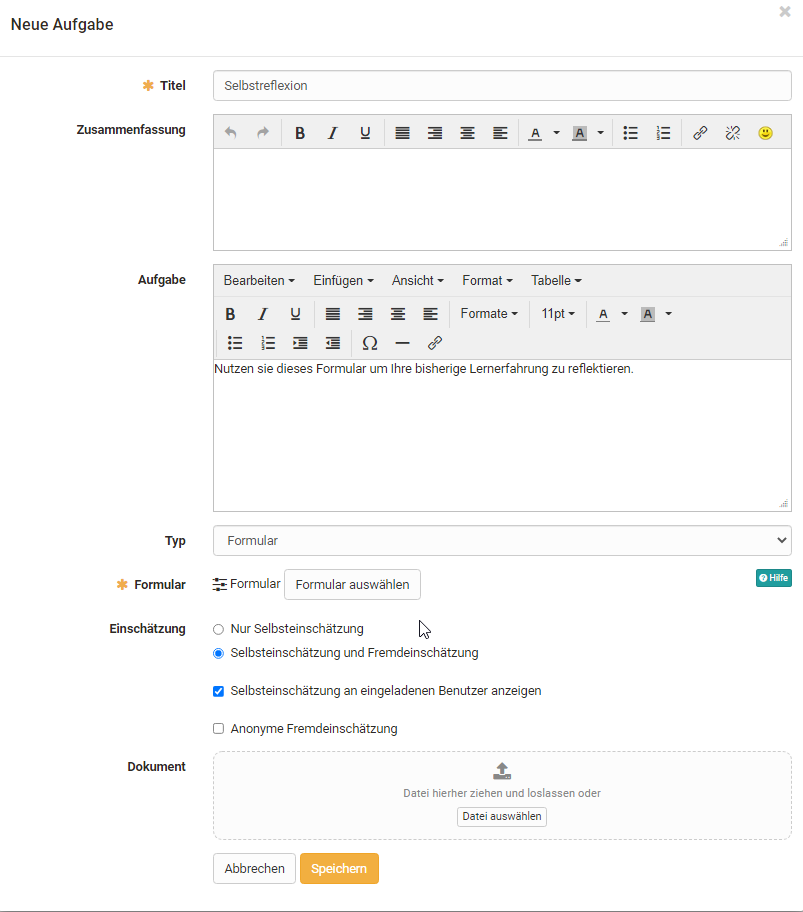 Neue Aufgabe
Titel
Selbstreflexion
Zusammenfassung
B I U A A
Aufgabe
Bearbeiten Einfügen Ansicht Format Tabelle
B I U Formate 11pt A A
Ω
Nutzen sie dieses Formular um Ihre bisherige Lernerfahrung zu reflektieren.
Typ
Formular
Formular
Formular Formular auswählen
Hilfe
Einschätzung
Nur Selbsteinschätzung
Selbsteinschätzung und Fremdeinschätzung
Selbsteinschätzung an eingeladenen Benutzer anzeigen
Anonyme Fremdeinschätzung
Dokument
Datei hierher ziehen und loslassen oder
Datei auswählen
Abbrechen Speichern